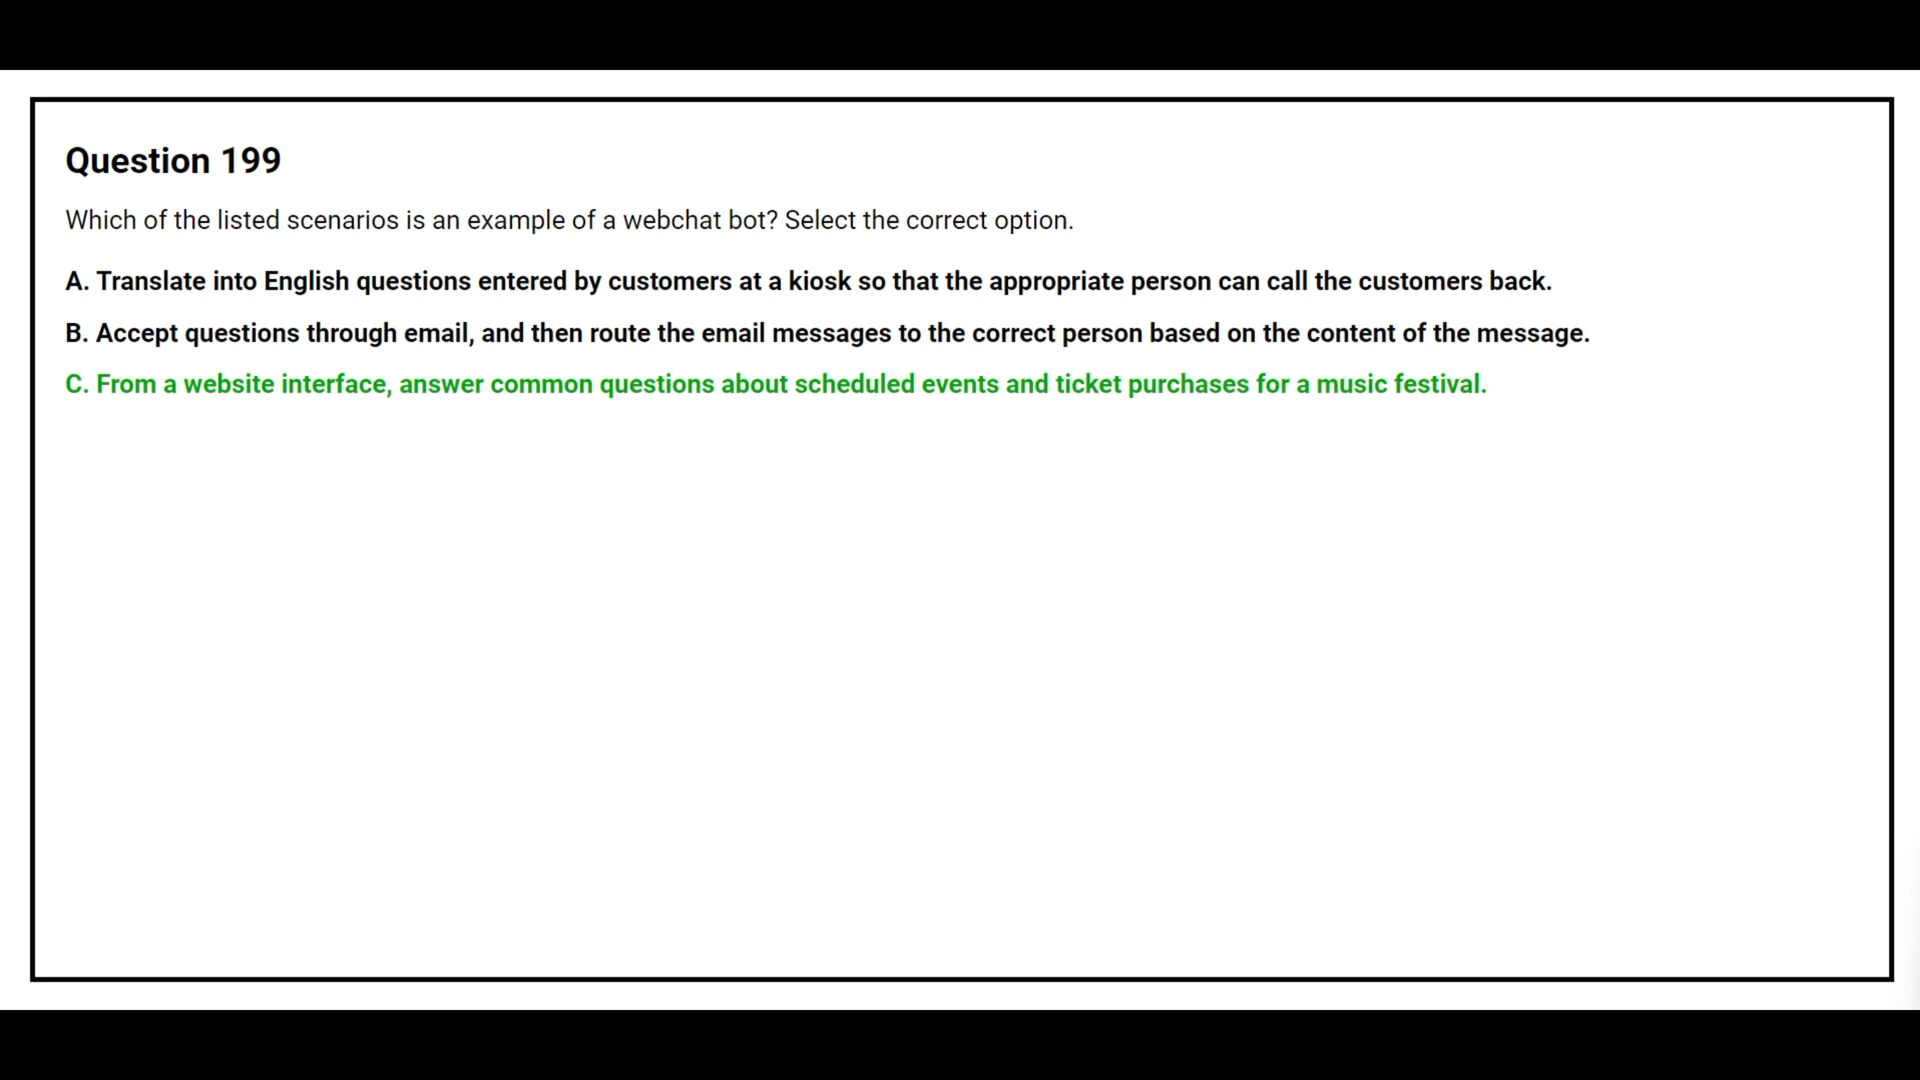 Question 199
Which of the listed scenarios is an example of a webchat bot? Select the correct option.
A. Translate into English questions entered by customers at a kiosk so that the appropriate person can call the customers back.
B. Accept questions through email, and then route the email messages to the correct person based on the content of the message.
C. From a website interface, answer common questions about scheduled events and ticket purchases for a music festival.